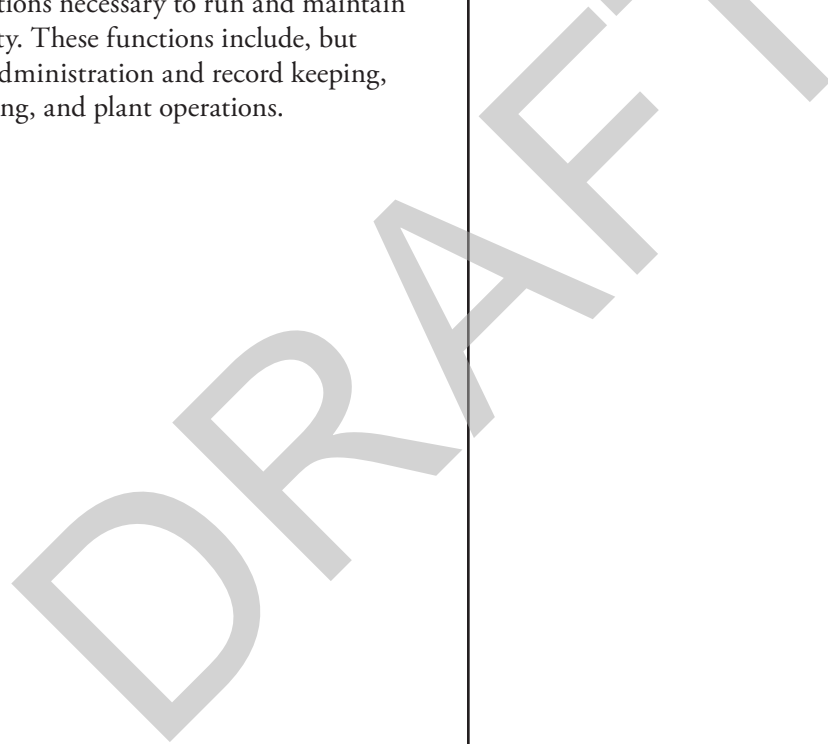 tions necessary to run and maintain
ty. These functions include, but
dministration and record keeping,
ng, and plant operations.
DRAFT